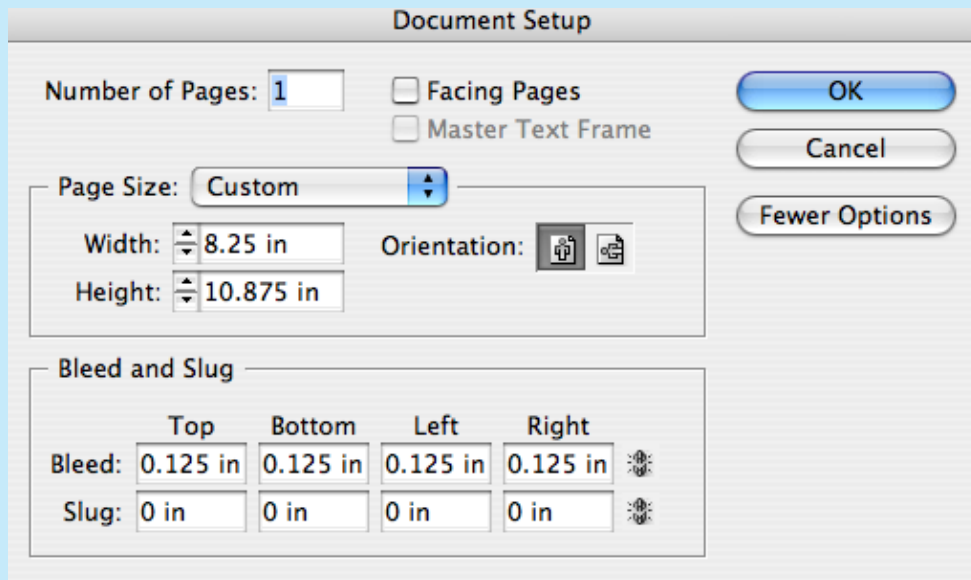 Document Setup
Number of Pages: 1
Facing Pages
Master Text Frame
OK
Cancel
Fewer Options
Page Size: Custom
Width: 8.25 in
Orientation:
Height: 10.875 in
Bleed and Slug
Top Bottom Left Right
Bleed: 0.125 in 0.125 in 0.125 in 0.125 in
Slug: 0 in 0 in 0 in 0 in